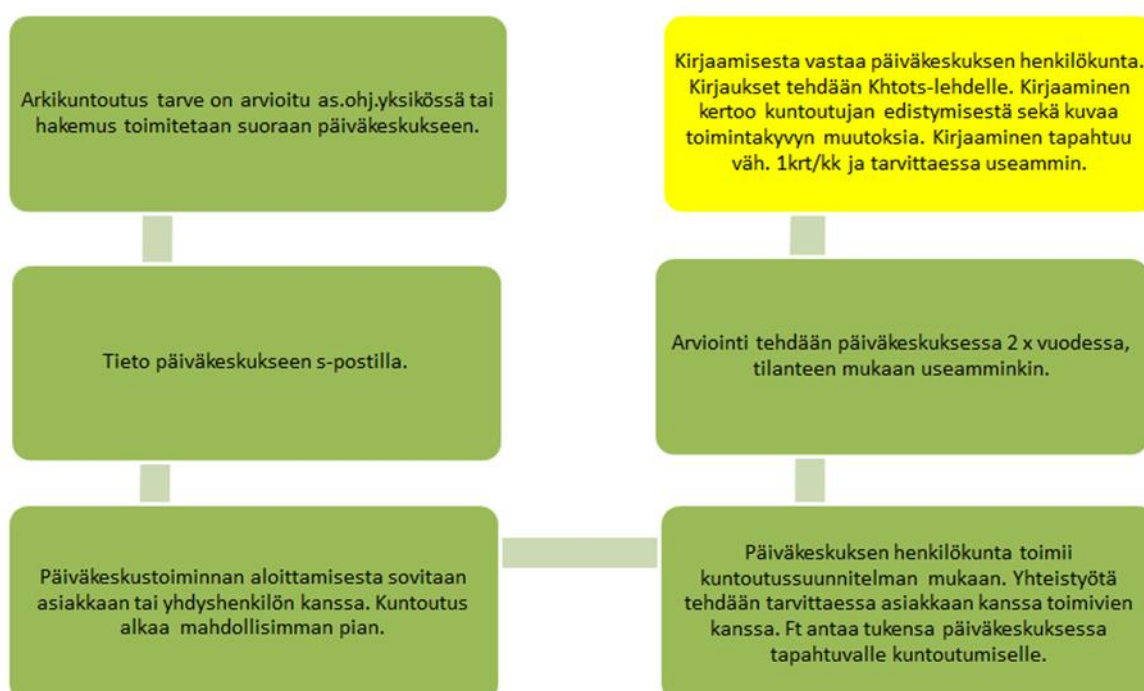 Arkikuntoutus tarve on arvioitu as.ohj.yksikössä tai
hakemus toimitetaan suoraan päiväkeskukseen.
Tieto päiväkeskukseen s-postilla.
Päiväkeskustoiminnan aloittamisesta sovitaan
asiakkaan tai yhdyshenkilön kanssa. Kuntoutus
alkaa mahdollisimman pian.
Päiväkeskuksen henkilökunta toimii
kuntoutussuunnitelman mukaan. Yhteistyötä
tehdään tarvittaessa asiakkaan kanssa toimivien
kanssa. Ft antaa tukensa päiväkeskuksessa
tapahtuvalle kuntoutumiselle.
Arviointi tehdään päiväkeskuksessa 2 x vuodessa,
tilanteen mukaan useamminkin.
Kirjaamisesta vastaa päiväkeskuksen henkilökunta.
Kirjaukset tehdään Khtots-lehdelle. Kirjaaminen
kertoo kuntoutujan edistymisestä sekä kuvaa
toimintakyvyn muutoksia. Kirjaaminen tapahtuu
väh. 1krt/kk ja tarvittaessa useammin.